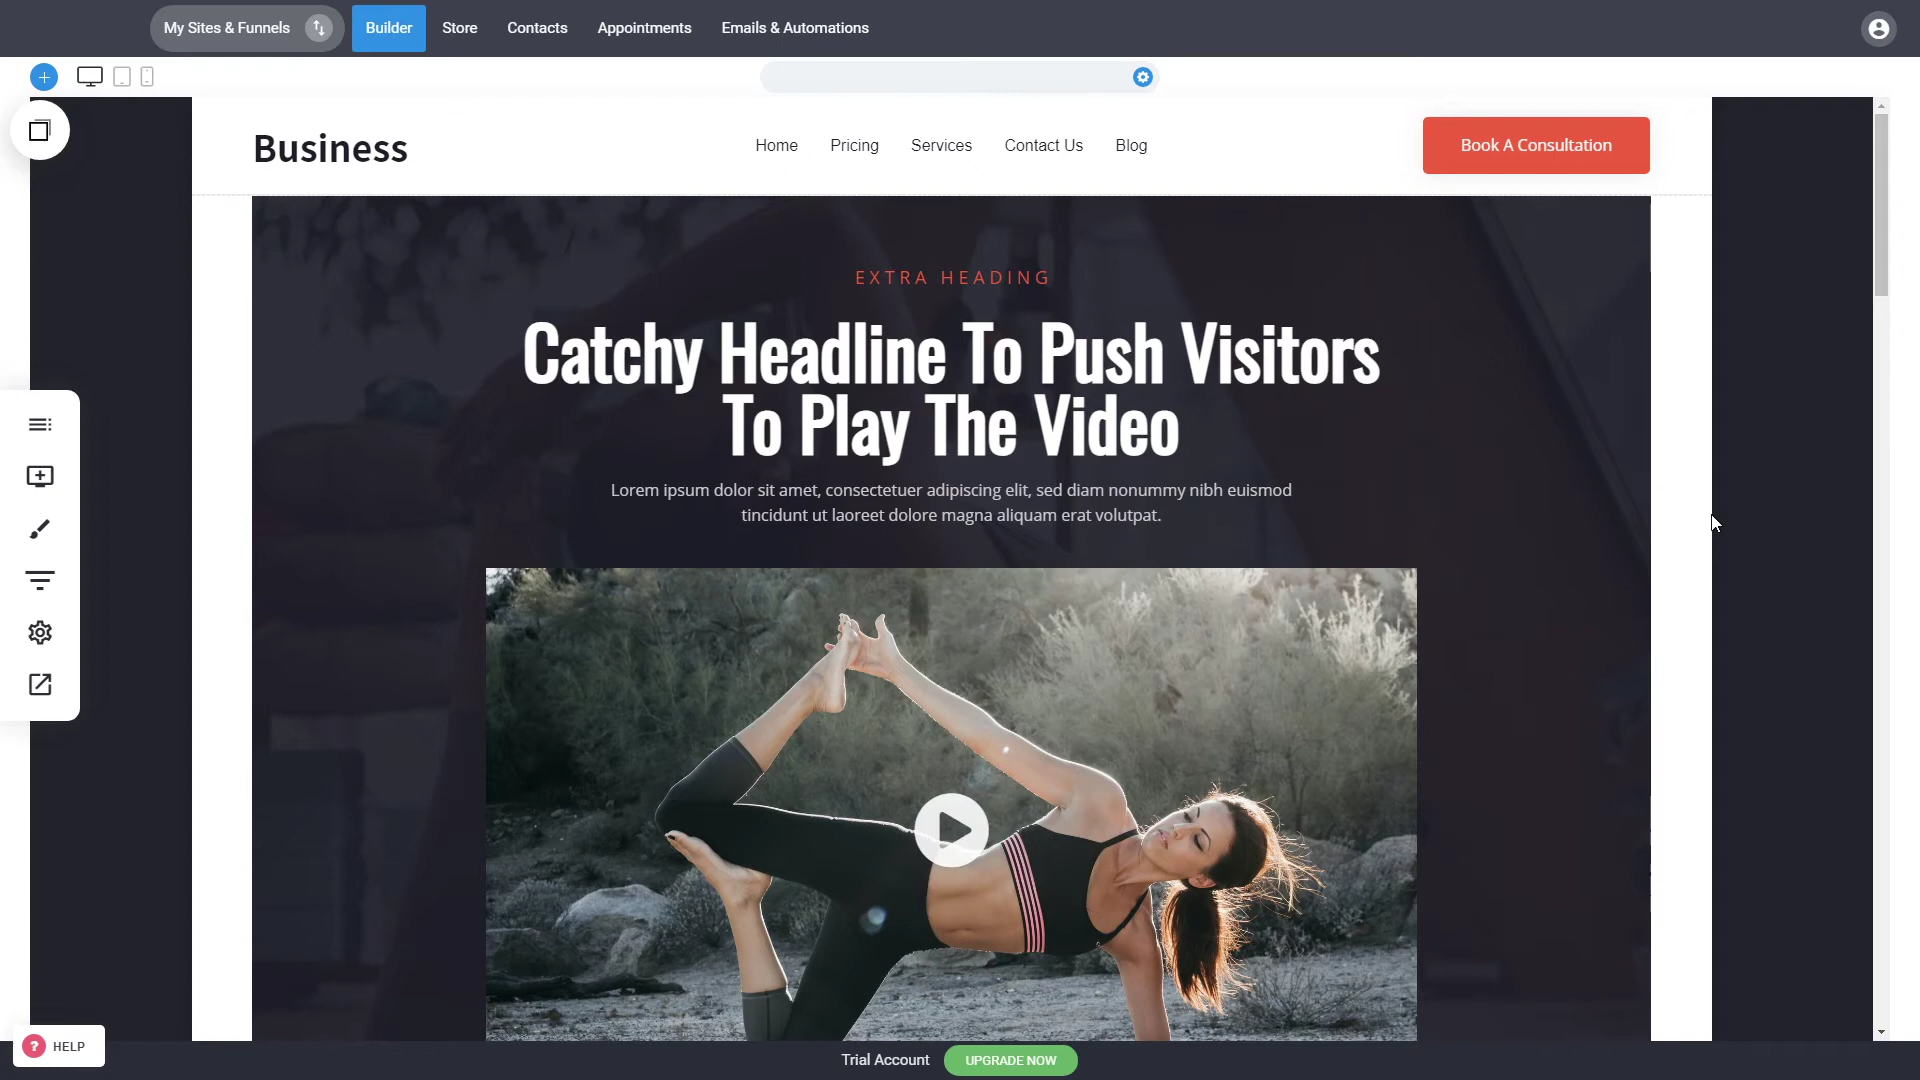 My Sites & Funnels
Builder
Store
Contacts
Appointments
Emails & Automations
Business
Home
Pricing
Services
Contact Us
Blog
Book A Consultation
EXTRA HEADING
Catchy Headline To Push Visitors
To Play The Video
Lorem ipsum dolor sit amet, consectetuer adipiscing elit, sed diam nonummy nibh euismod
tincidunt ut laoreet dolore magna aliquam erat volutpat.
? HELP
Trial Account
UPGRADE NOW